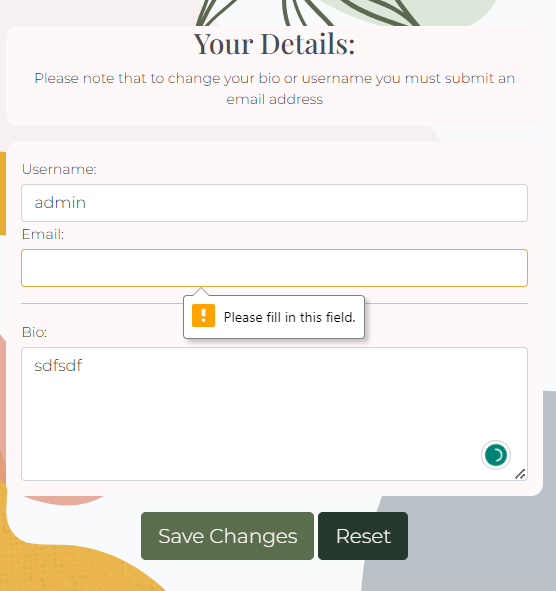 Your Details:
Please note that to change your bio or username you must submit an
email address
Username:
admin
Email:
Please fill in this field.
Bio:
sdfsdf
Save Changes
Reset